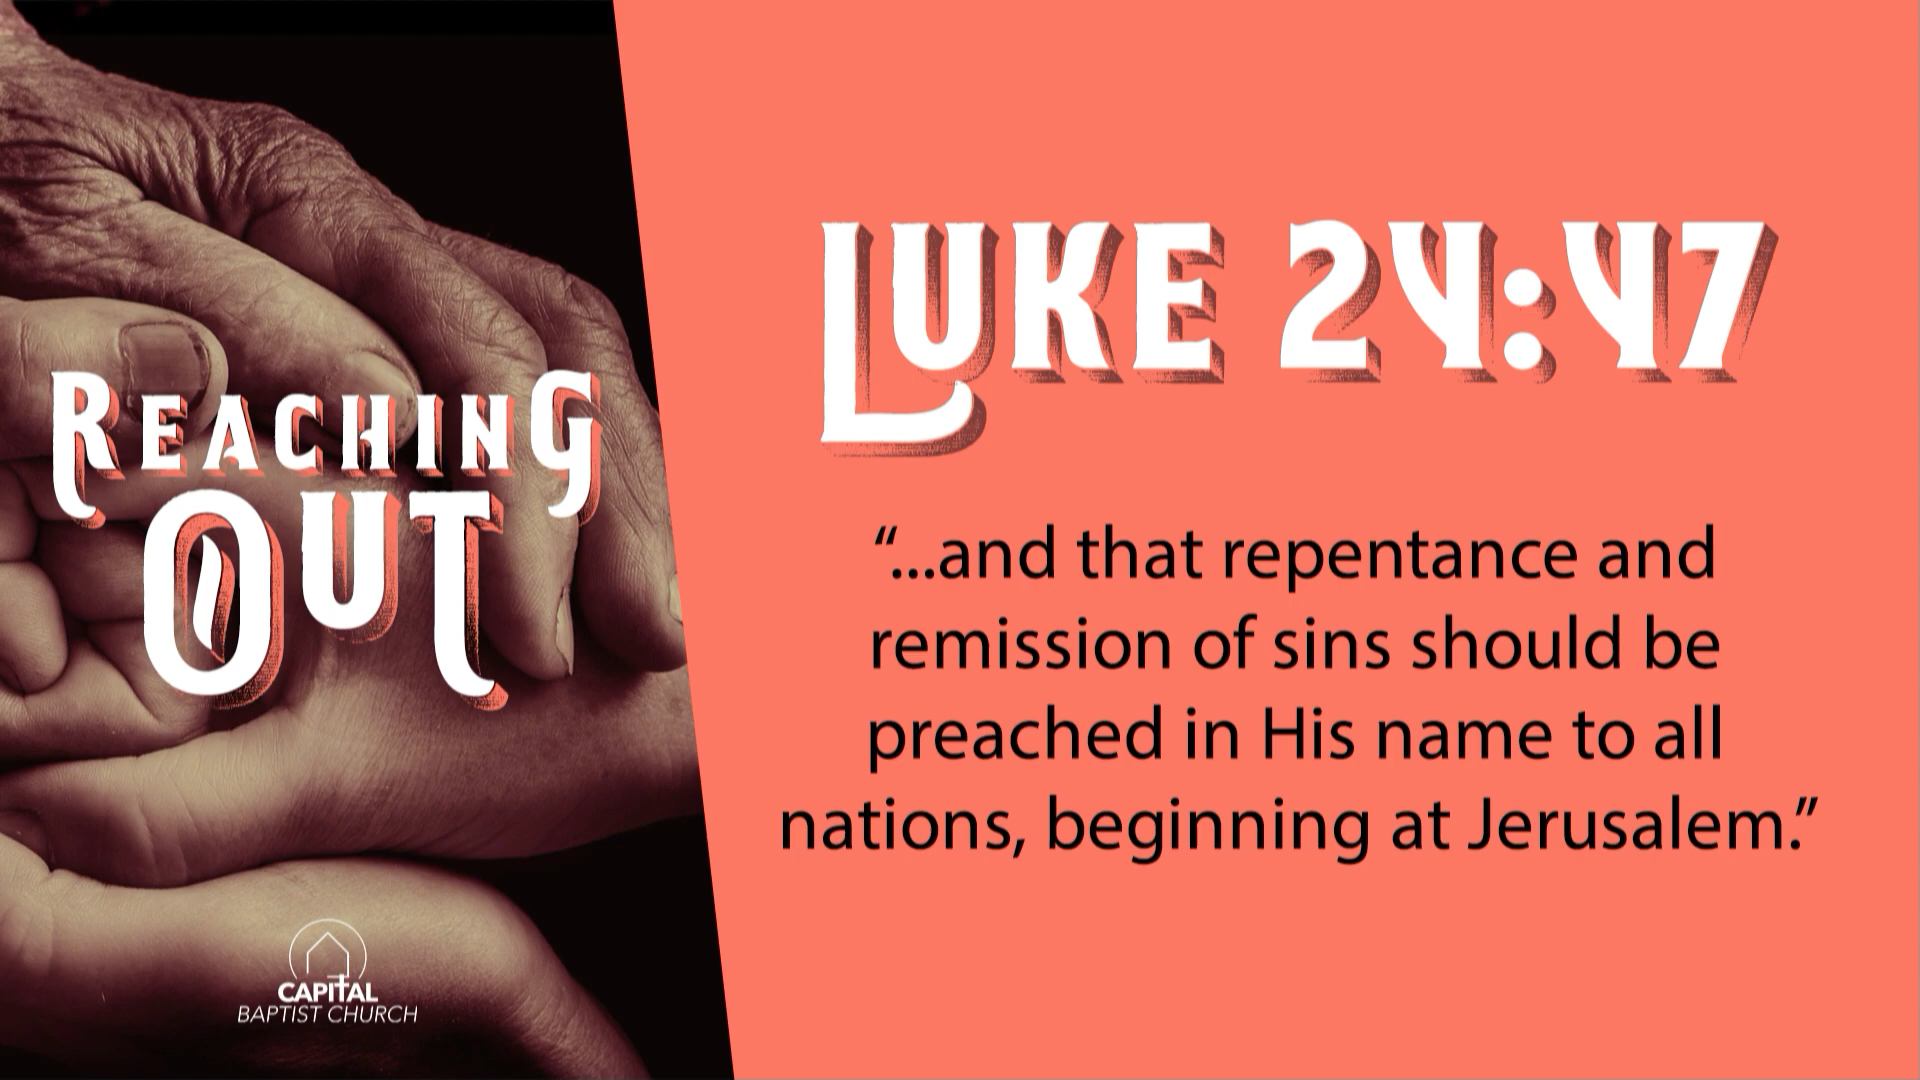 REACHING
OUT
CAPITAL
BAPTIST CHURCH
LUKE 24:47
“...and that repentance and
remission of sins should be
preached in His name to all
nations, beginning at Jerusalem.”